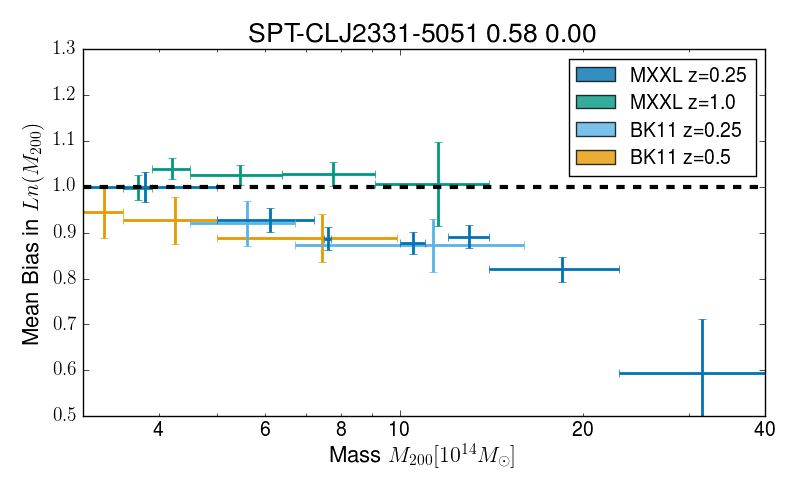 SPT-CLJ2331-5051 0.58 0.00
1.3
1.2
1.1
1.0
0.9
0.8
0.7
0.6
0.5
Mean Bias in Ln(M₂₀₀)
MXXL z=0.25
MXXL z=1.0
BK11 z=0.25
BK11 z=0.5
4 6 8 10 20 40
Mass M₂₀₀[10¹⁴M☉]